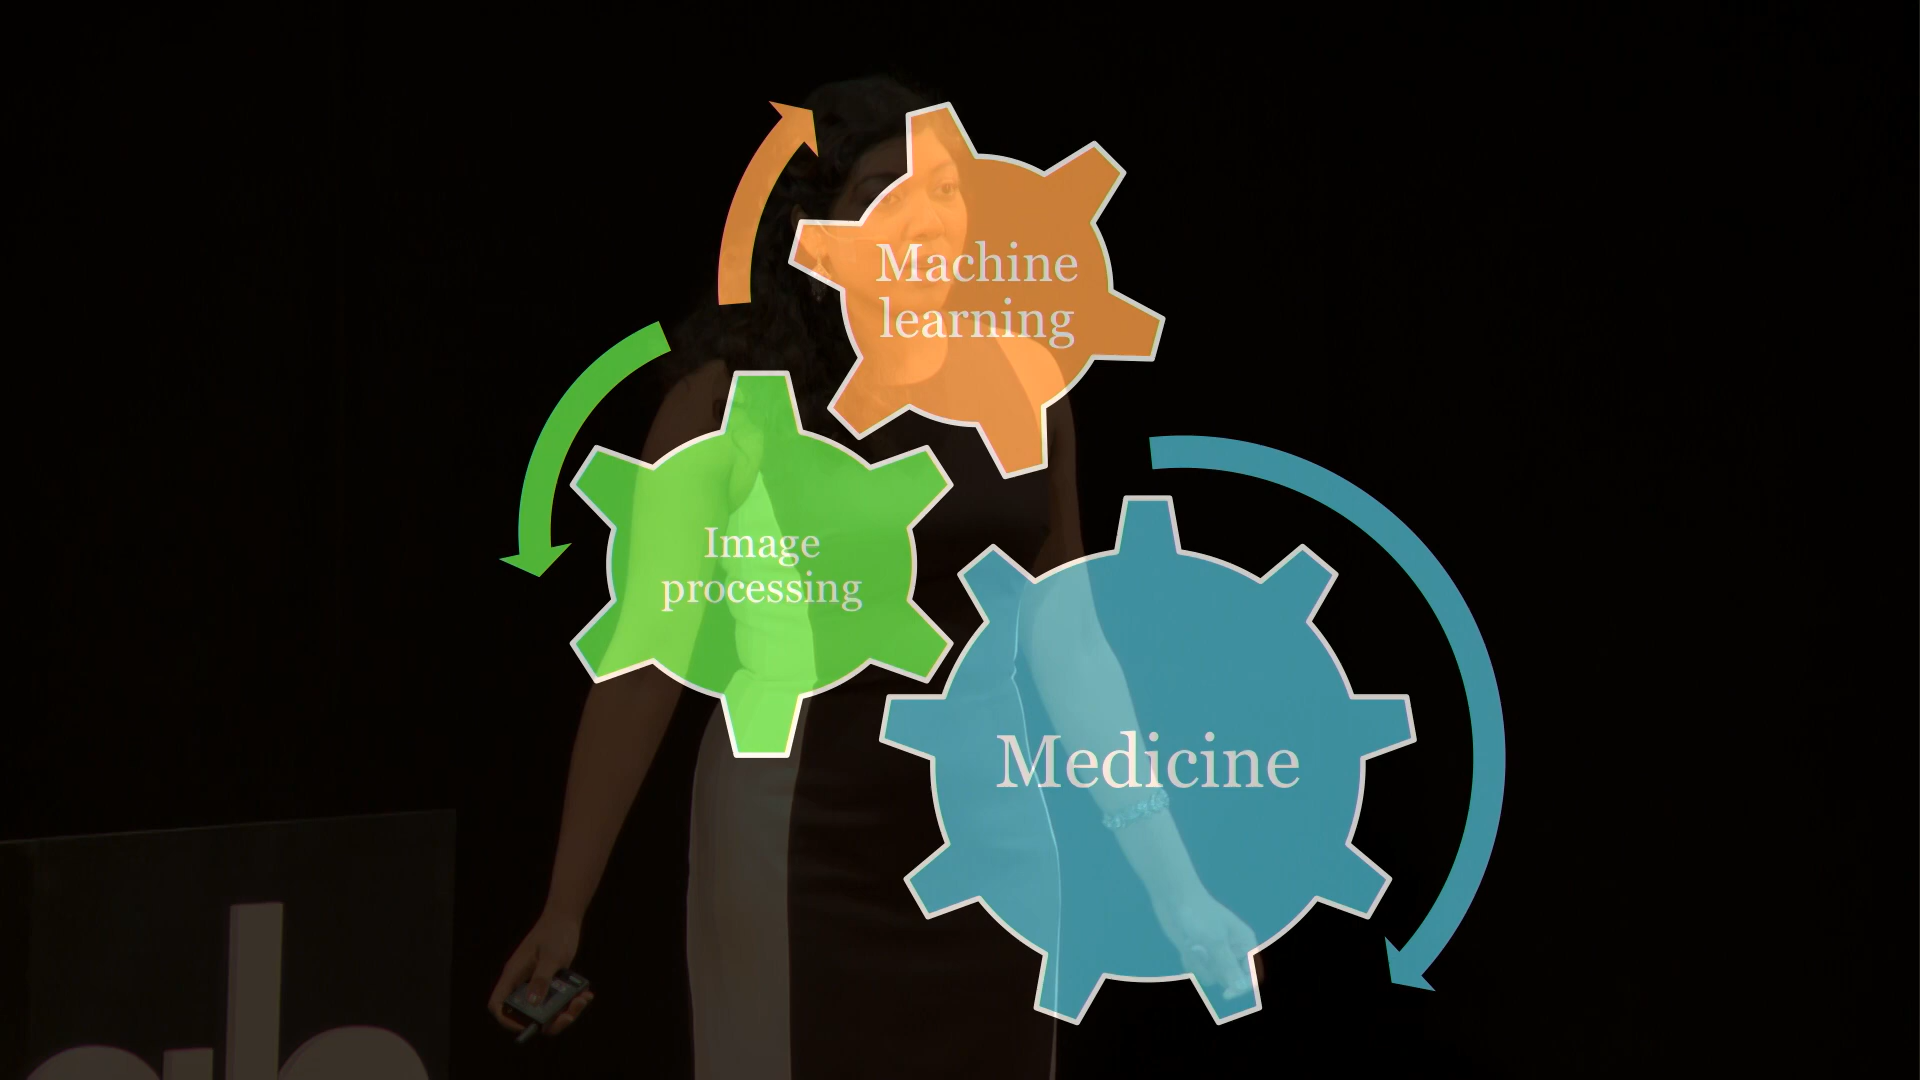 Machine
learning
Image
processing
Medicine